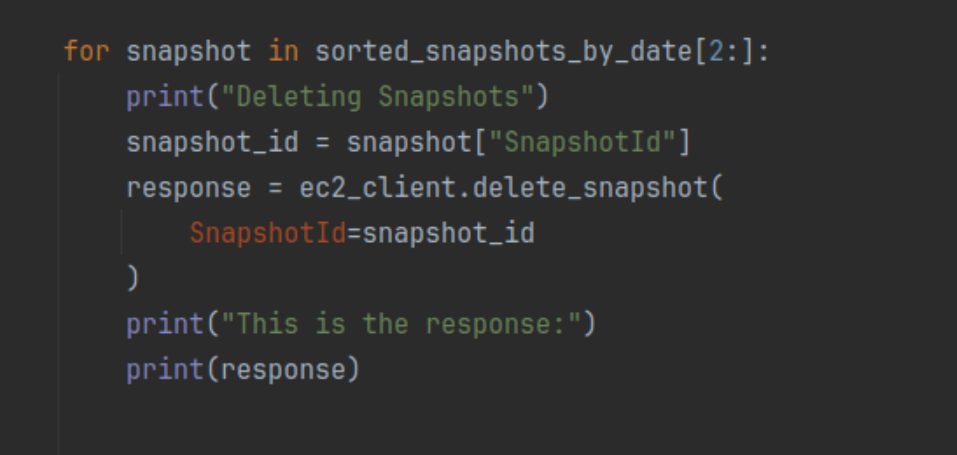 for snapshot in sorted_snapshots_by_date[2:]:
    print("Deleting Snapshots")
    snapshot_id = snapshot["SnapshotId"]
    response = ec2_client.delete_snapshot(
        SnapshotId=snapshot_id
    )
    print("This is the response:")
    print(response)